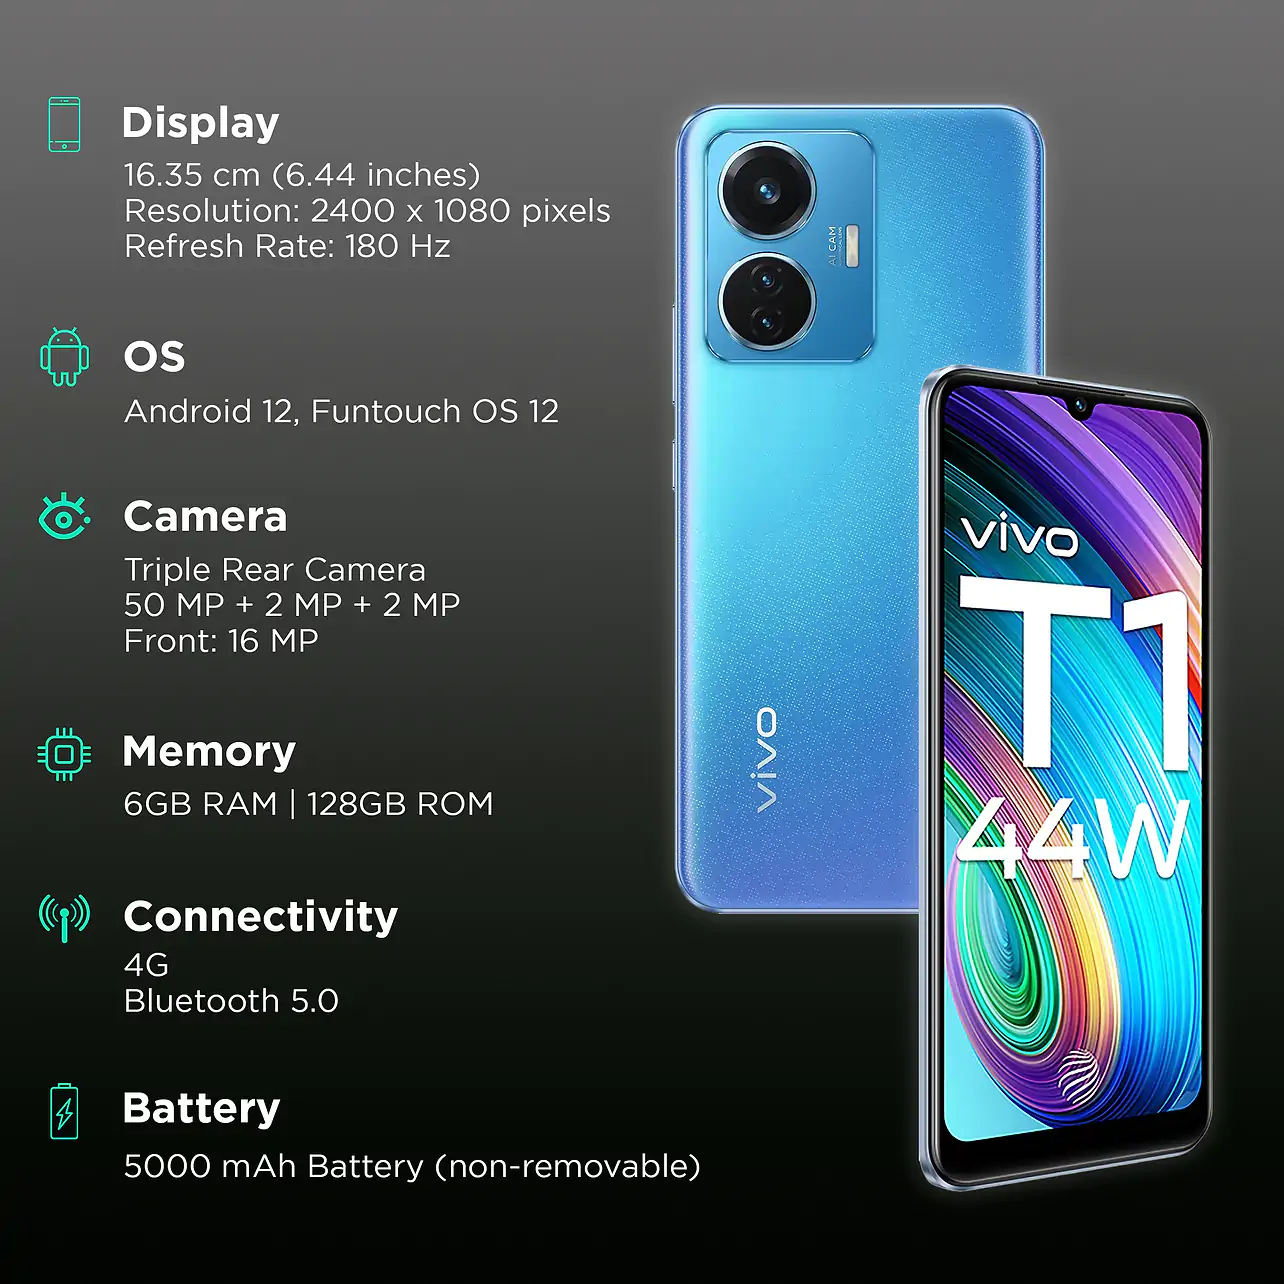 Display
16.35 cm (6.44 inches)
Resolution: 2400 x 1080 pixels
Refresh Rate: 180 Hz
OS
Android 12, Funtouch OS 12
Camera
Triple Rear Camera
50 MP + 2 MP + 2 MP
Front: 16 MP
Memory
6GB RAM | 128GB ROM
Connectivity
4G
Bluetooth 5.0
Battery
5000 mAh Battery (non-removable)
AI CAM
vivo
vivo
T1
44W